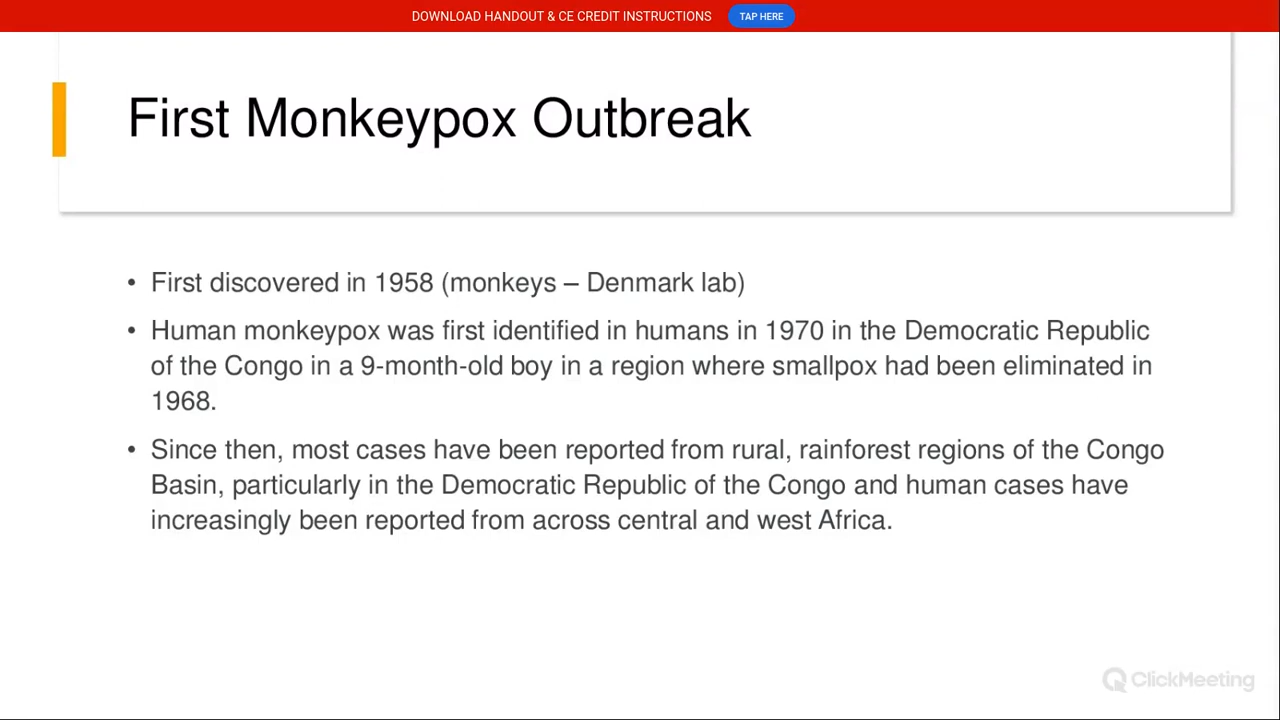 DOWNLOAD HANDOUT & CE CREDIT INSTRUCTIONS TAP HERE
First Monkeypox Outbreak
• First discovered in 1958 (monkeys – Denmark lab)
• Human monkeypox was first identified in humans in 1970 in the Democratic Republic
of the Congo in a 9-month-old boy in a region where smallpox had been eliminated in
1968.
• Since then, most cases have been reported from rural, rainforest regions of the Congo
Basin, particularly in the Democratic Republic of the Congo and human cases have
increasingly been reported from across central and west Africa.
ClickMeeting